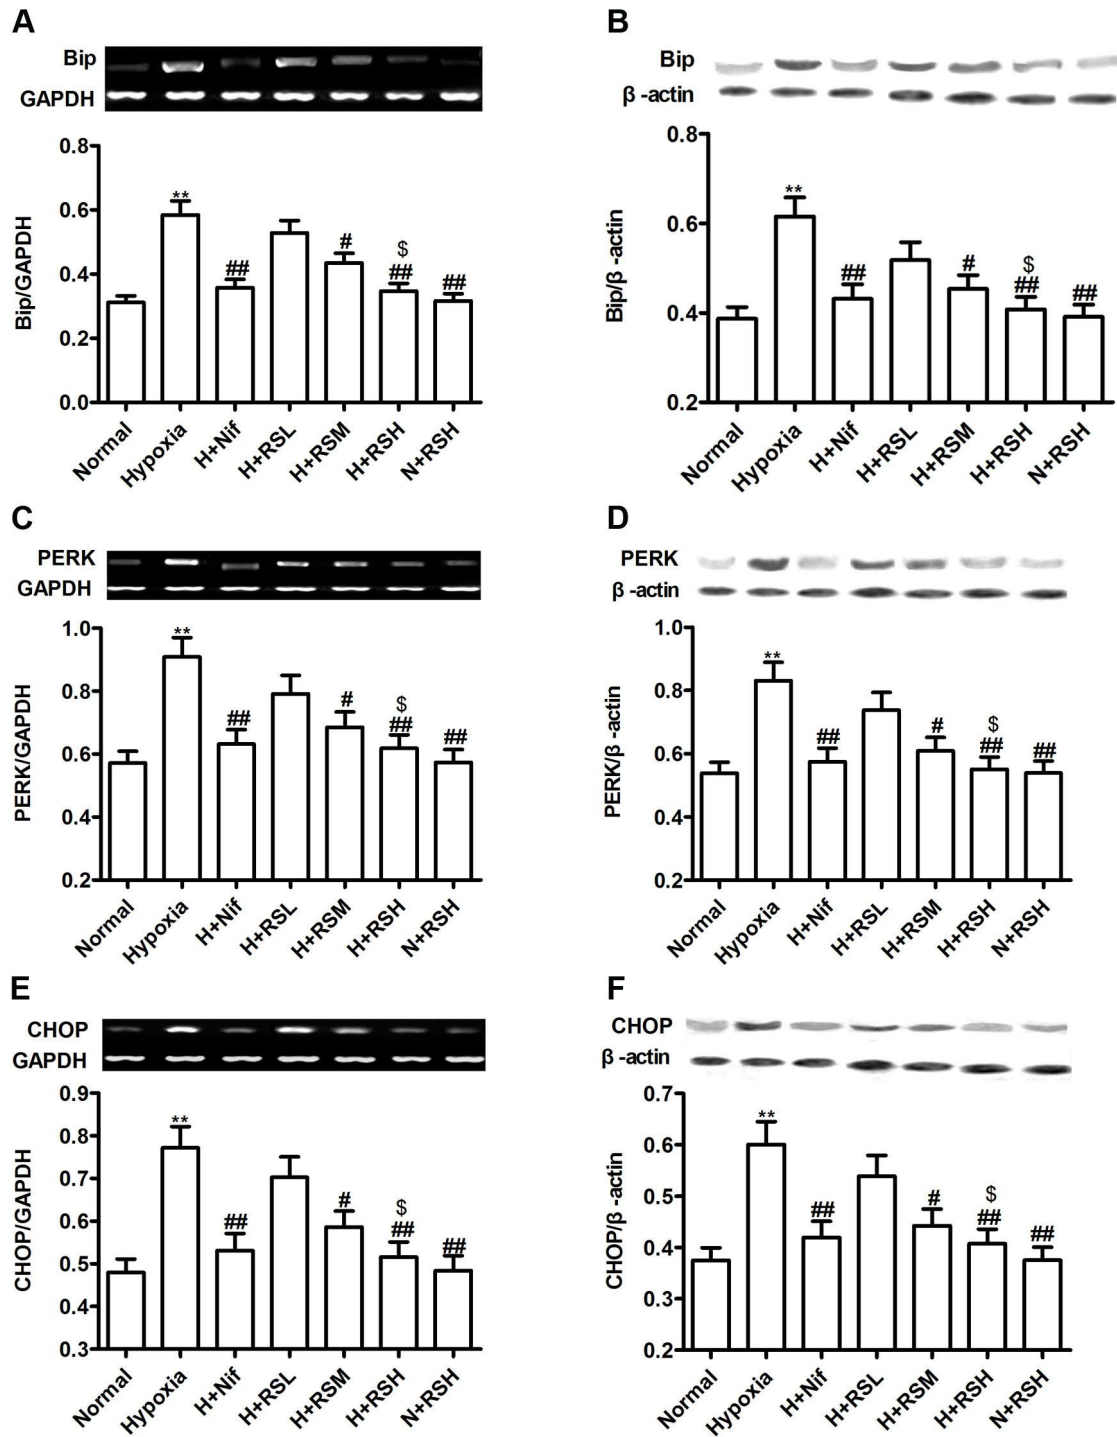 A
Bip
GAPDH
0.8
0.6
0.4
0.2
0.0
Bip/GAPDH
**
##
#
$
##
##
Normal
Hypoxia
H+Nif
H+RSL
H+RSM
H+RSH
N+RSH
B
Bip
β -actin
0.8
0.6
0.4
0.2
Bip/β -actin
**
##
#
$
##
##
Normal
Hypoxia
H+Nif
H+RSL
H+RSM
H+RSH
N+RSH
C
PERK
GAPDH
1.0
0.8
0.6
0.4
0.2
PERK/GAPDH
**
##
#
$
##
##
Normal
Hypoxia
H+Nif
H+RSL
H+RSM
H+RSH
N+RSH
D
PERK
β -actin
1.0
0.8
0.6
0.4
0.2
PERK/β -actin
**
##
#
$
##
##
Normal
Hypoxia
H+Nif
H+RSL
H+RSM
H+RSH
N+RSH
E
CHOP
GAPDH
0.9
0.8
0.7
0.6
0.5
0.4
0.3
CHOP/GAPDH
**
##
#
$
##
##
Normal
Hypoxia
H+Nif
H+RSL
H+RSM
H+RSH
N+RSH
F
CHOP
β -actin
0.7
0.6
0.5
0.4
0.3
0.2
CHOP/β -actin
**
##
#
$
##
##
Normal
Hypoxia
H+Nif
H+RSL
H+RSM
H+RSH
N+RSH